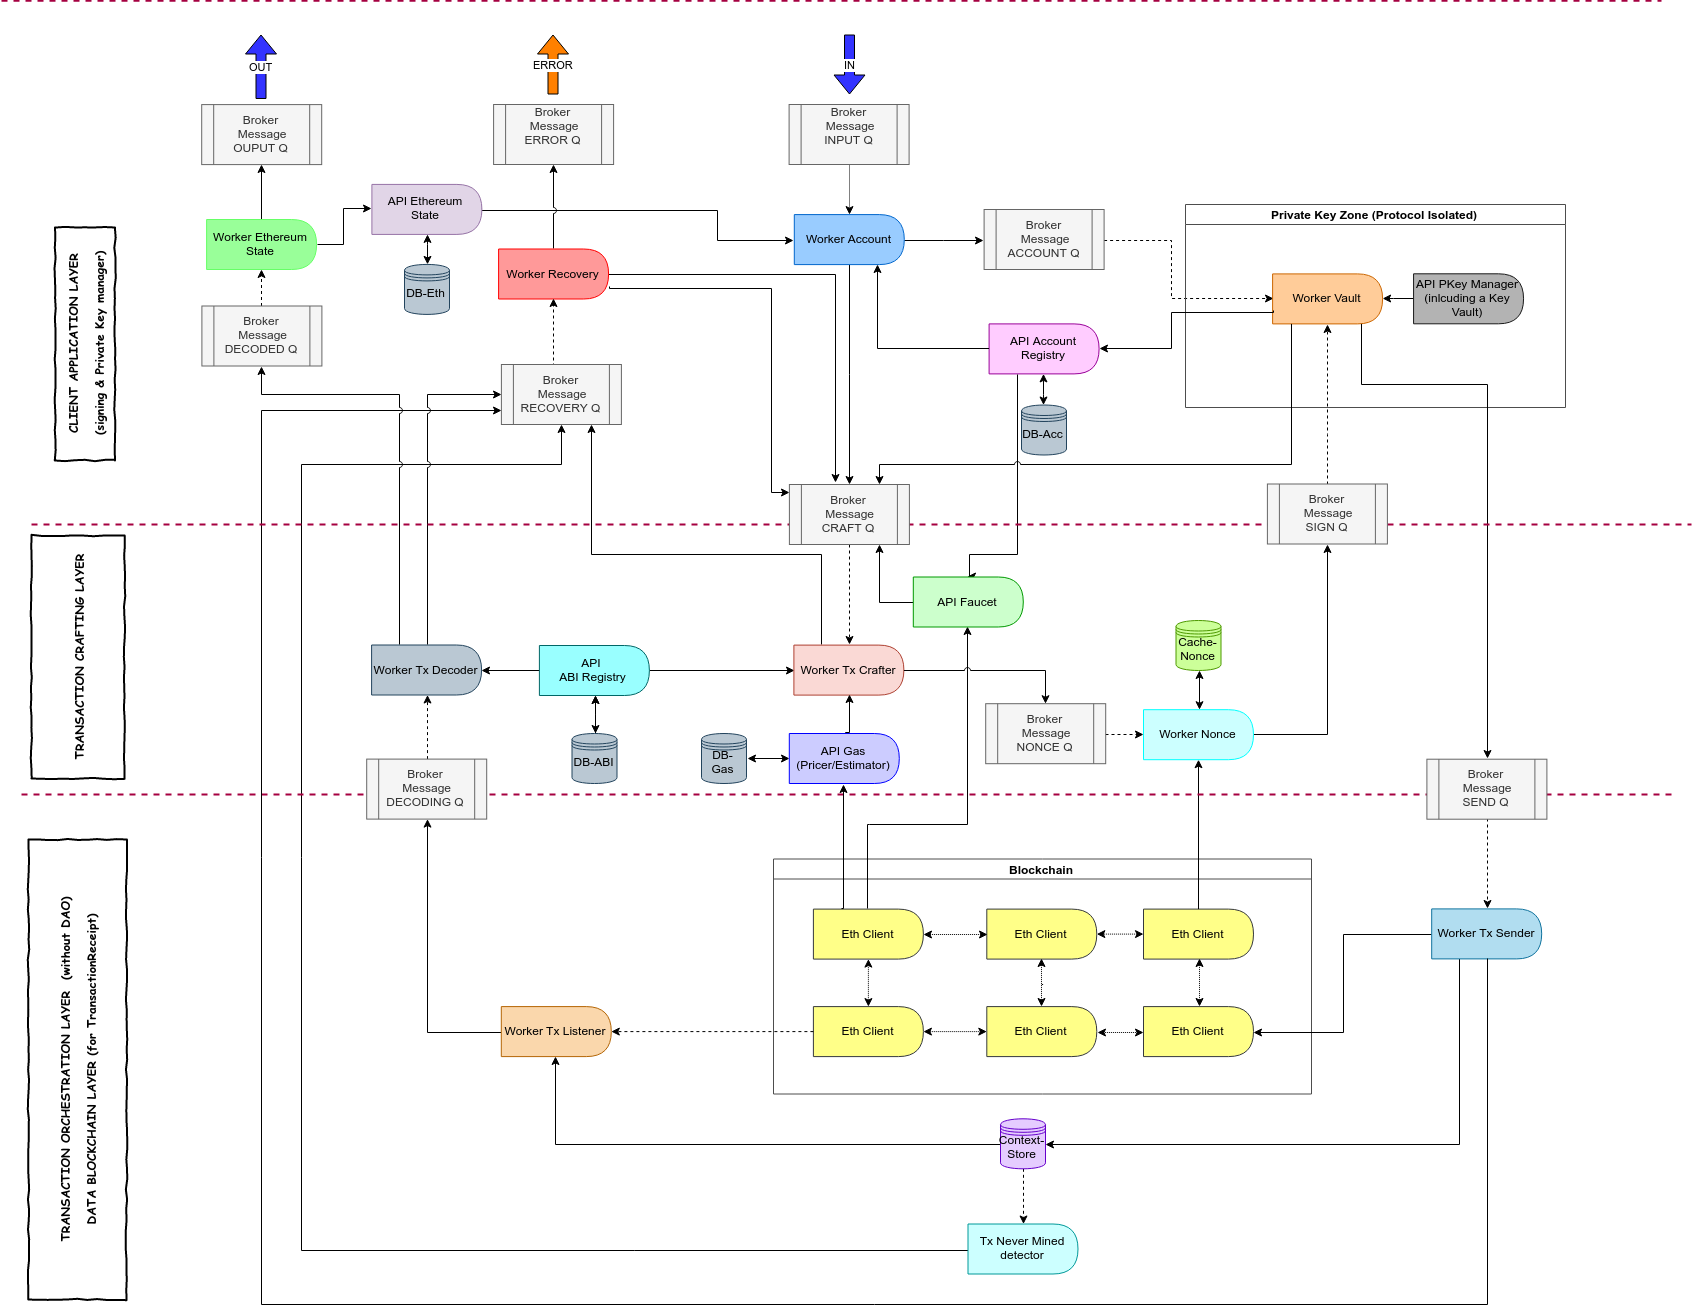 OUT
ERROR
IN
Broker
Message
OUPUT Q
Broker
Message
ERROR Q
Broker
Message
INPUT Q
API Ethereum
State
Worker Ethereum
State
Worker Account
Broker
Message
ACCOUNT Q
Private Key Zone (Protocol Isolated)
Worker Recovery
DB-Eth
Worker Vault
API PKey Manager
(inlcuding a Key
Vault)
Broker
Message
DECODED Q
API Account
Registry
CLIENT APPLICATION LAYER
(signing & Private Key manager)
Broker
Message
RECOVERY Q
DB-Acc
Broker
Message
CRAFT Q
Broker
Message
SIGN Q
TRANSACTION CRAFTING LAYER
API Faucet
Cache-
Nonce
Worker Tx Decoder
API
ABI Registry
Worker Tx Crafter
Broker
Message
NONCE Q
Worker Nonce
DB-ABI
DB-
Gas
API Gas
(Pricer/Estimator)
Broker
Message
DECODING Q
Broker
Message
SEND Q
TRANSACTION ORCHESTRATION LAYER (without DAO)
DATA BLOCKCHAIN LAYER (for TransactionReceipt)
Blockchain
Eth Client
Eth Client
Eth Client
Worker Tx Sender
Worker Tx Listener
Eth Client
Eth Client
Eth Client
Context-
Store
Tx Never Mined
detector